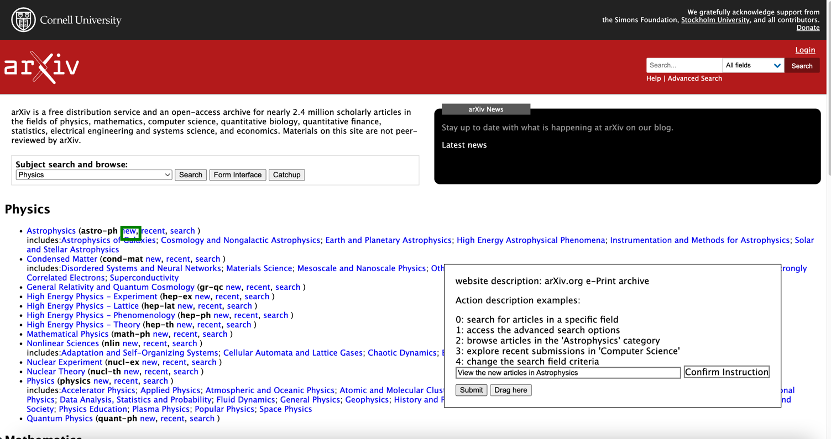 Cornell University
We gratefully acknowledge support from
the Simons Foundation, Stockholm University, and all contributors.
Donate
arXiv
Login
Search... All fields Search
Help | Advanced Search
arXiv is a free distribution service and an open-access archive for nearly 2.4 million scholarly articles in
the fields of physics, mathematics, computer science, quantitative biology, quantitative finance,
statistics, electrical engineering and systems science, and economics. Materials on this site are not peer-
reviewed by arXiv.
arXiv News
Stay up to date with what is happening at arXiv on our blog.
Latest news
Subject search and browse:
Physics Search Form Interface Catchup
Physics
Astrophysics (astro-ph new, recent, search )
includes:Astrophysics of Galaxies; Cosmology and Nongalactic Astrophysics; Earth and Planetary Astrophysics; High Energy Astrophysical Phenomena; Instrumentation and Methods for Astrophysics; Solar
and Stellar Astrophysics
Condensed Matter (cond-mat new, recent, search )
includes:Disordered Systems and Neural Networks; Materials Science; Mesoscale and Nanoscale Physics; Oth
rongly
Correlated Electrons; Superconductivity
General Relativity and Quantum Cosmology (gr-qc new, recent, search )
High Energy Physics - Experiment (hep-ex new, recent, search )
High Energy Physics - Lattice (hep-lat new, recent, search )
High Energy Physics - Phenomenology (hep-ph new, recent, search )
High Energy Physics - Theory (hep-th new, recent, search )
Mathematical Physics (math-ph new, recent, search )
Nonlinear Sciences (nlin new, recent, search )
includes:Adaptation and Self-Organizing Systems; Cellular Automata and Lattice Gases; Chaotic Dynamics;
Nuclear Experiment (nucl-ex new, recent, search )
Nuclear Theory (nucl-th new, recent, search )
Physics (physics new, recent, search )
includes:Accelerator Physics; Applied Physics; Atmospheric and Oceanic Physics; Atomic and Molecular Clust
onal
Physics; Data Analysis, Statistics and Probability; Fluid Dynamics; General Physics; Geophysics; History and
and
Society; Physics Education; Plasma Physics; Popular Physics; Space Physics
Quantum Physics (quant-ph new, recent, search )
website description: arXiv.org e-Print archive
Action description examples:
0: search for articles in a specific field
1: access the advanced search options
2: browse articles in the 'Astrophysics' category
3: explore recent submissions in 'Computer Science'
4: change the search field criteria
View the new articles in Astrophysics Confirm Instruction
Submit Drag here
Mathematics